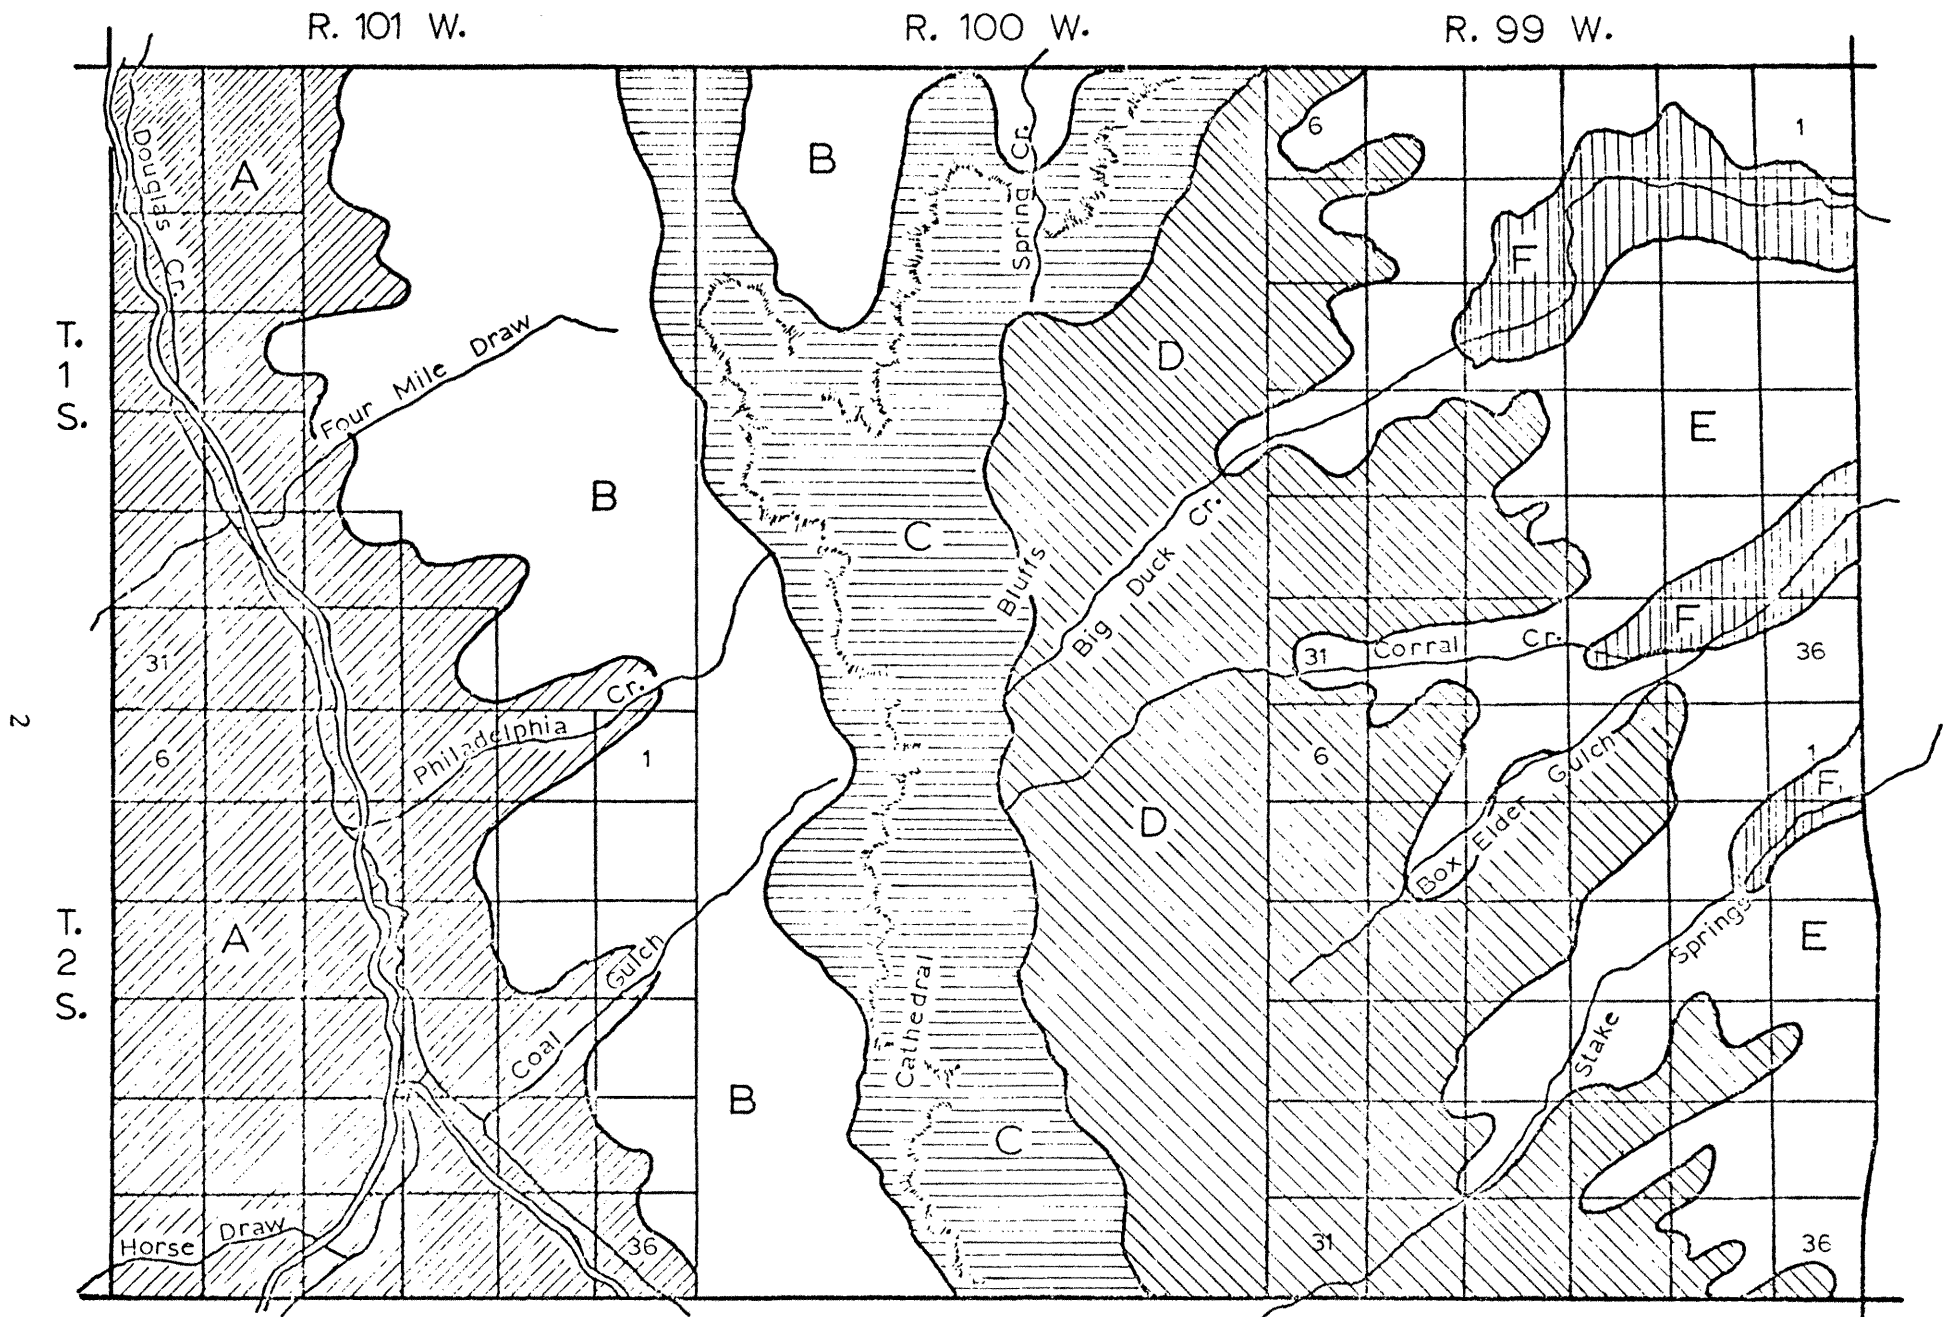 R. 101 W. R. 100 W. R. 99 W.
T. 1 S.
T. 2 S.
2
Douglas Cr.
A
B
B
Spring Cr.
6
1
F
D
E
Four Mile Draw
B
C
Bluffs
Big Duck Cr.
31
Philadelphia Cr.
31
Corral Cr.
F
36
6
1
6
1
F
Box Elder Gulch
D
A
Coal Gulch
Cathedral
Stake Springs
E
B
C
Horse Draw
36
31
36